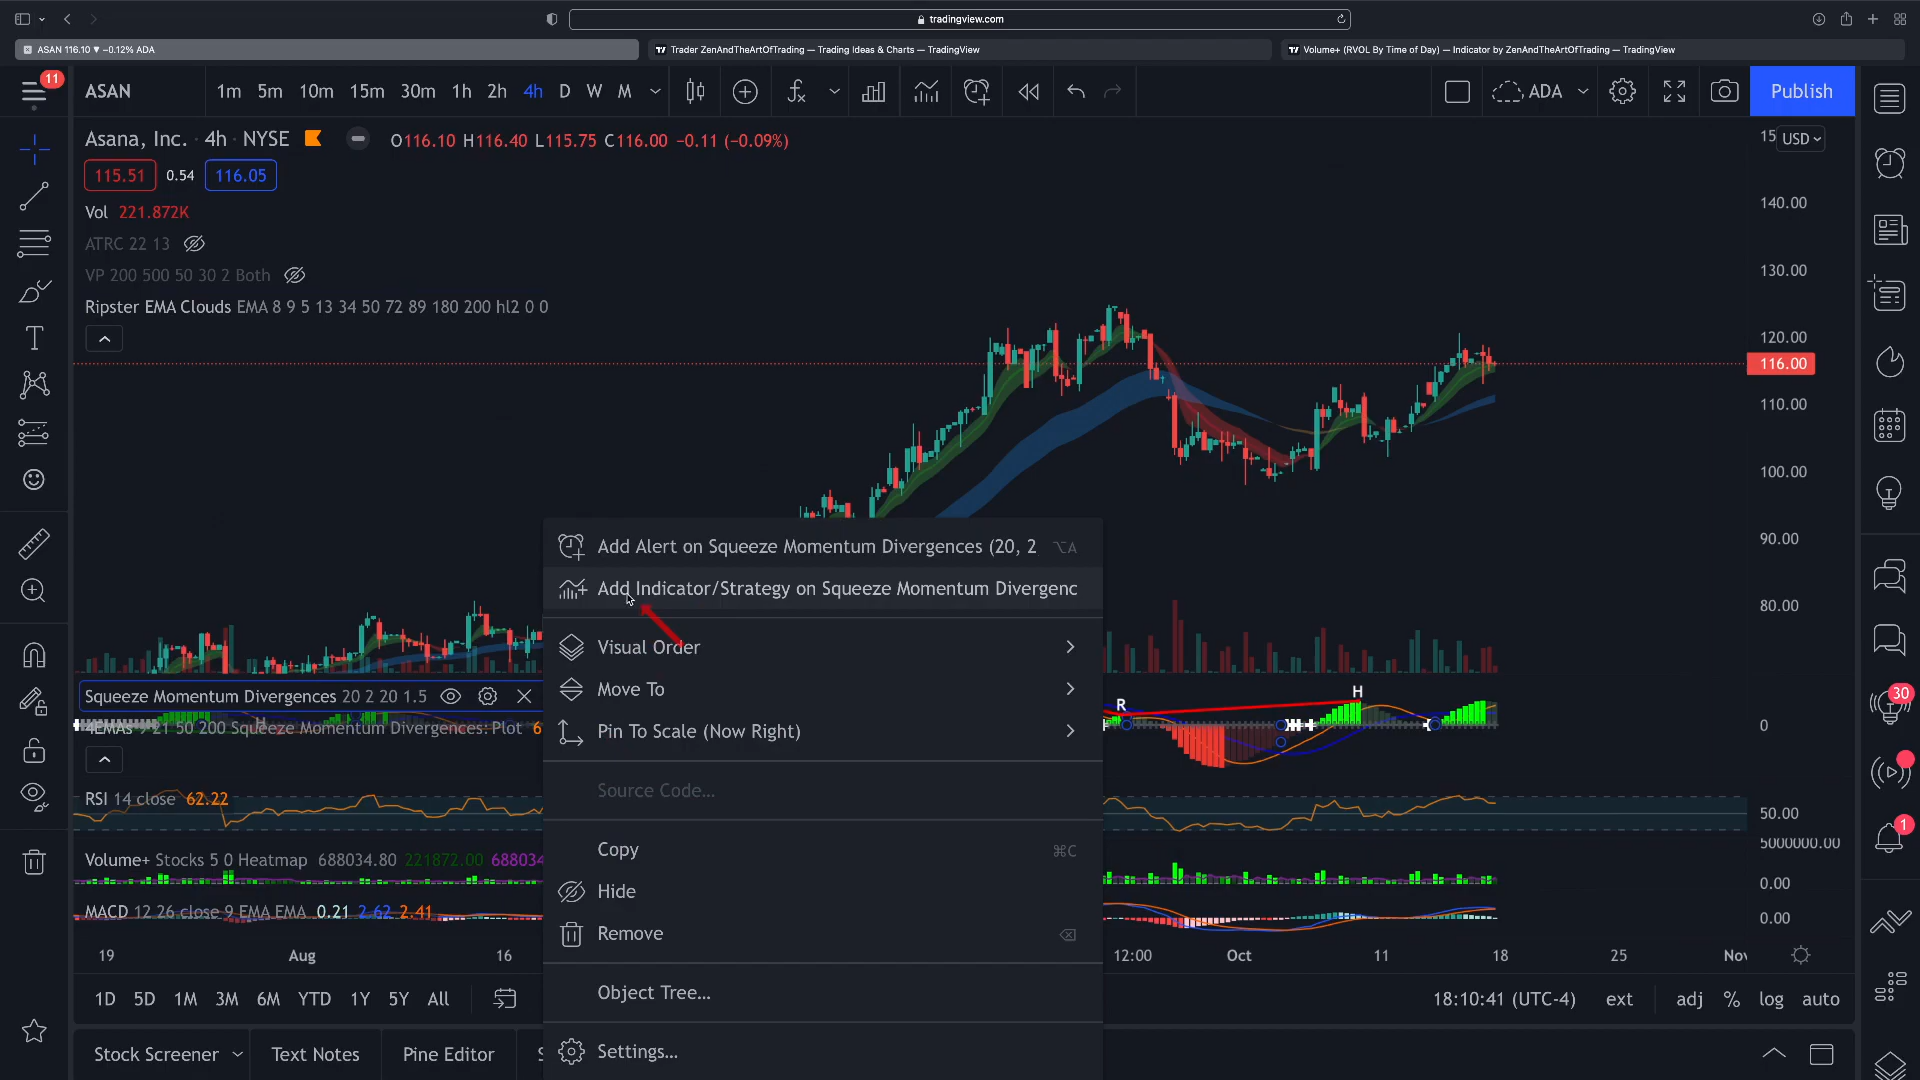 tradingview.com
ASAN 116.10 ▼ −0.12% ADA
Trader ZenAndTheArtOfTrading — Trading Ideas & Charts — TradingView
Volume+ (RVOL By Time of Day) — Indicator by ZenAndTheArtOfTrading — TradingView
11
ASAN
1m 5m 10m 15m 30m 1h 2h 4h D W M
ADA
Publish
Asana, Inc. · 4h · NYSE
O116.10 H116.40 L115.75 C116.00 −0.11 (−0.09%)
USD
115.51 0.54 116.05
Vol 221.872K
ATRC 22 13
VP 200 500 50 30 2 Both
Ripster EMA Clouds EMA 8 9 5 13 34 50 72 89 180 200 hl2 0 0
140.00
130.00
120.00
116.00
110.00
100.00
90.00
80.00
Add Alert on Squeeze Momentum Divergences (20, 2 ⌥A
Add Indicator/Strategy on Squeeze Momentum Divergenc
Visual Order
Move To
Pin To Scale (Now Right)
Source Code...
Copy ⌘C
Hide
Remove
Object Tree...
Settings...
Squeeze Momentum Divergences 20 2 20 1.5
4EMAs 9 21 50 200 Squeeze Momentum Divergences: Plot
R
H
0
RSI 14 close 62.22
50.00
Volume+ Stocks 5 0 Heatmap 688034.80 221872.00 688034
5000000.00
0.00
MACD 12 26 close 9 EMA EMA 0.21 2.62 2.41
0.00
19 Aug 16 12:00 Oct 11 18 25 Nov
1D 5D 1M 3M 6M YTD 1Y 5Y All
18:10:41 (UTC-4) ext adj % log auto
Stock Screener Text Notes Pine Editor
30
1